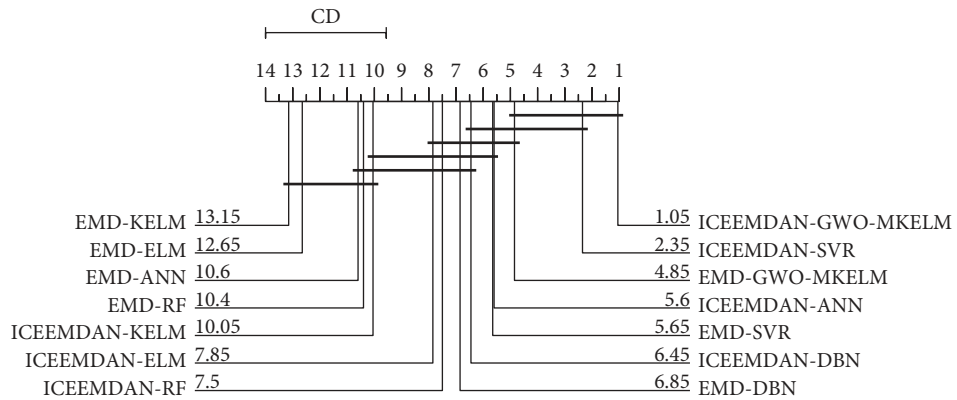 CD
14 13 12 11 10 9 8 7 6 5 4 3 2 1
EMD-KELM 13.15 1.05 ICEEMDAN-GWO-MKELM
EMD-ELM 12.65 2.35 ICEEMDAN-SVR
EMD-ANN 10.6 4.85 EMD-GWO-MKELM
EMD-RF 10.4 5.6 ICEEMDAN-ANN
ICEEMDAN-KELM 10.05 5.65 EMD-SVR
ICEEMDAN-ELM 7.85 6.45 ICEEMDAN-DBN
ICEEMDAN-RF 7.5 6.85 EMD-DBN